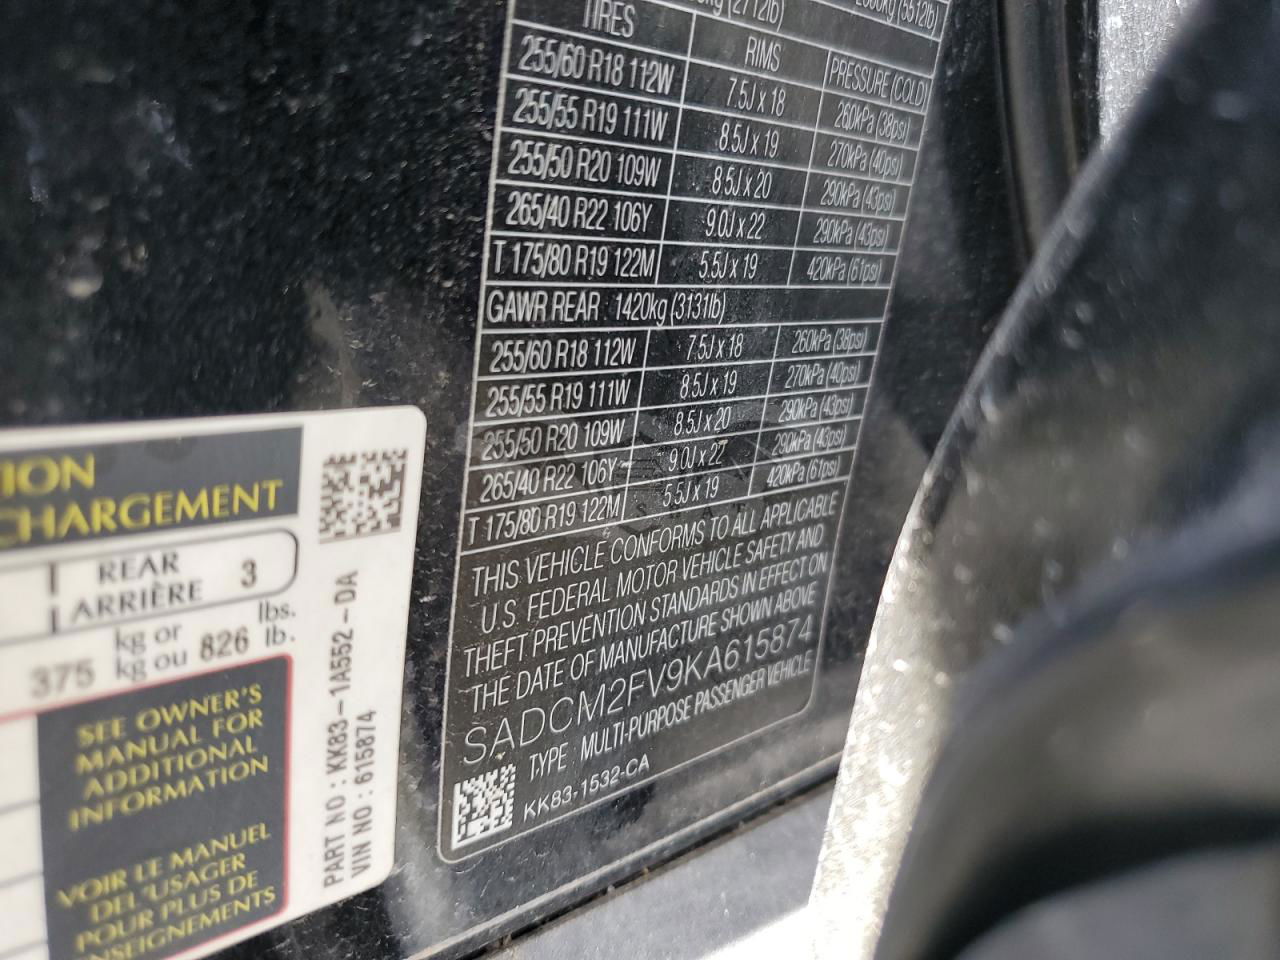 (2712lb)
(5512lb)
TIRES RIMS PRESSURE (COLD)
255/60 R18 112W 7.5J x 18 260kPa (38psi)
255/55 R19 111W 8.5J x 19 270kPa (40psi)
255/50 R20 109W 8.5J x 20 290kPa (43psi)
265/40 R22 106Y 9.0J x 22 290kPa (43psi)
T 175/80 R19 122M 5.5J x 19 420kPa (61psi)
GAWR REAR: 1420kg (3131lb)
255/60 R18 112W 7.5J x 18 260kPa (38psi)
255/55 R19 111W 8.5J x 19 270kPa (40psi)
255/50 R20 109W 8.5J x 20 290kPa (43psi)
265/40 R22 106Y 9.0J x 22 290kPa (43psi)
T 175/80 R19 122M 5.5J x 19 420kPa (61psi)
THIS VEHICLE CONFORMS TO ALL APPLICABLE
U.S. FEDERAL MOTOR VEHICLE SAFETY AND
THEFT PREVENTION STANDARDS IN EFFECT ON
THE DATE OF MANUFACTURE SHOWN ABOVE
SADCM2FV9KA615874
TYPE MULTI-PURPOSE PASSENGER VEHICLE
KK83-1532-CA
TION
CHARGEMENT
REAR
ARRIÈRE 3
375 kg or 826 lbs.
kg ou lb.
SEE OWNER'S
MANUAL FOR
ADDITIONAL
INFORMATION
VOIR LE MANUEL
DE L'USAGER
POUR PLUS DE
NSEIGNEMENTS
PART NO : KK83-1A552-DA
VIN NO : 615874